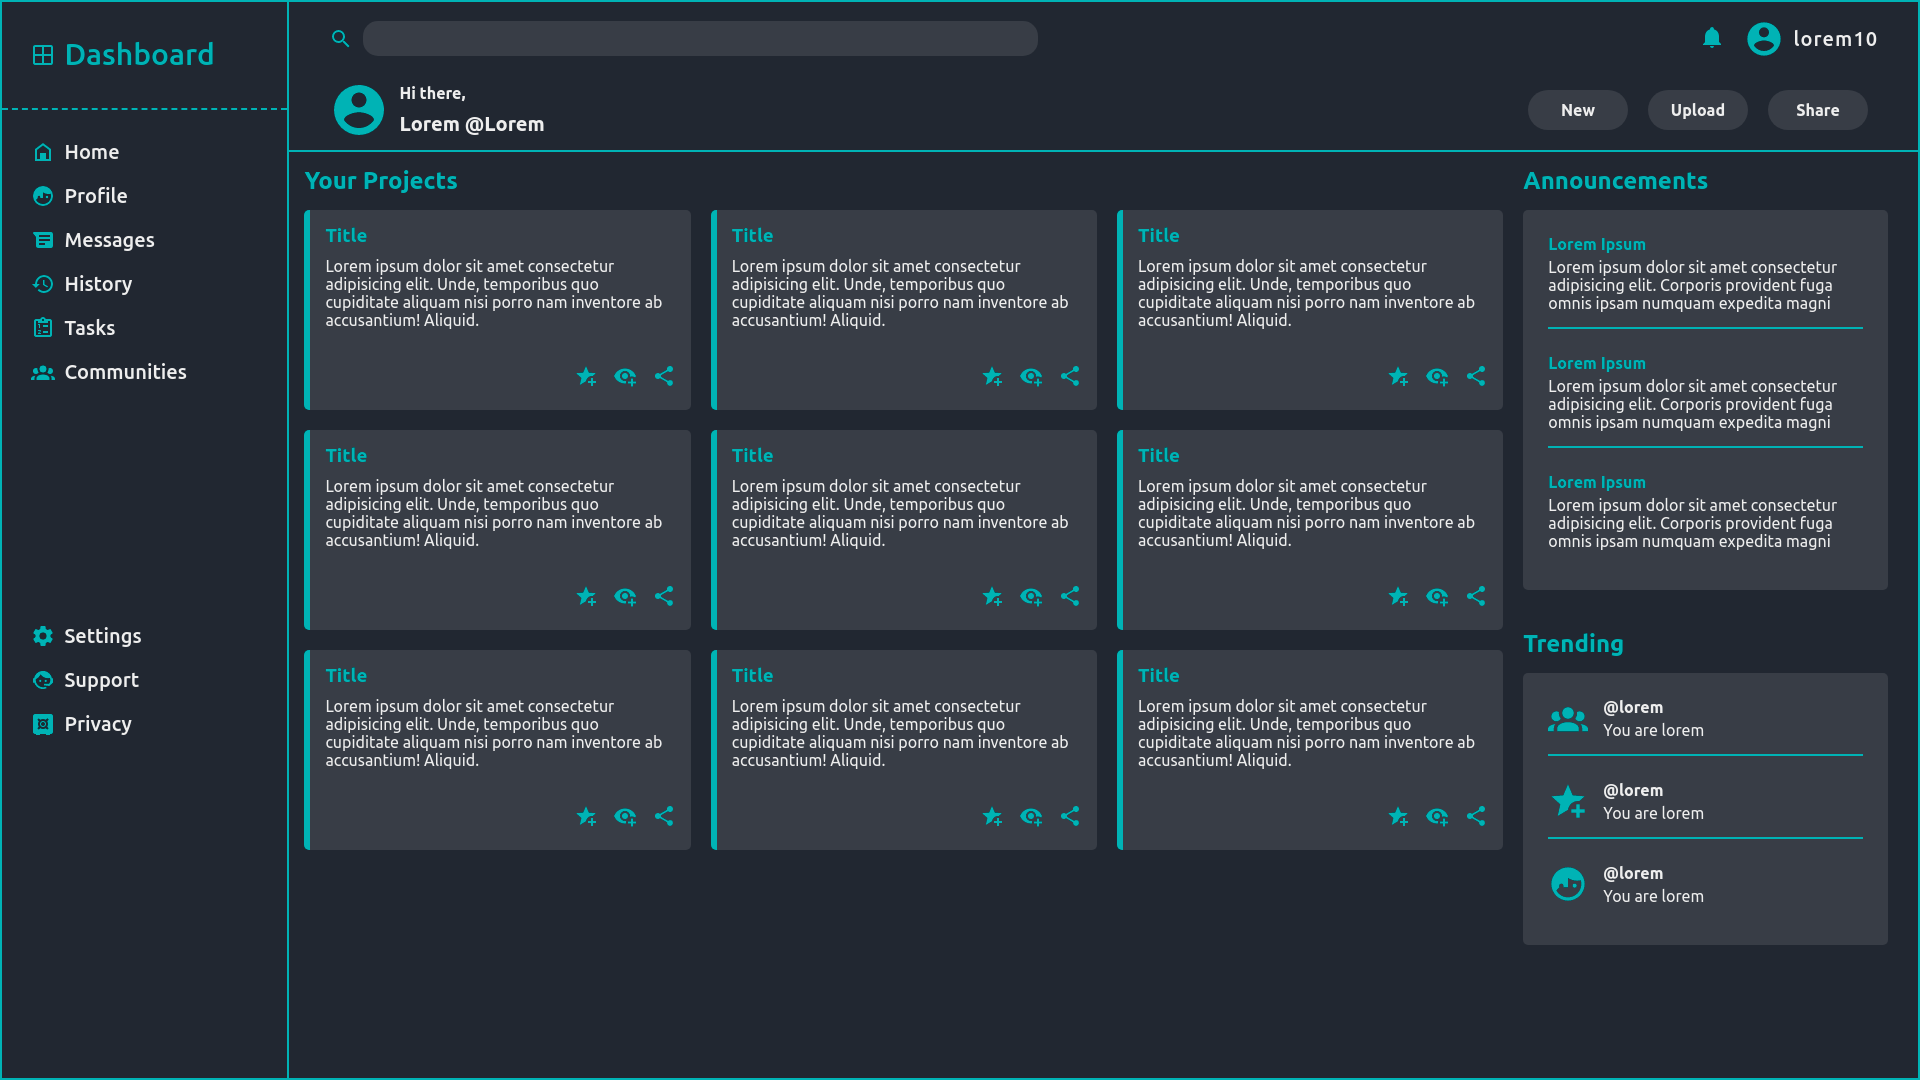 Dashboard
Home
Profile
Messages
History
Tasks
Communities
Settings
Support
Privacy
lorem10
Hi there,
Lorem @Lorem
New
Upload
Share
Your Projects
Title
Lorem ipsum dolor sit amet consectetur
adipisicing elit. Unde, temporibus quo
cupiditate aliquam nisi porro nam inventore ab
accusantium! Aliquid.
Title
Lorem ipsum dolor sit amet consectetur
adipisicing elit. Unde, temporibus quo
cupiditate aliquam nisi porro nam inventore ab
accusantium! Aliquid.
Title
Lorem ipsum dolor sit amet consectetur
adipisicing elit. Unde, temporibus quo
cupiditate aliquam nisi porro nam inventore ab
accusantium! Aliquid.
Title
Lorem ipsum dolor sit amet consectetur
adipisicing elit. Unde, temporibus quo
cupiditate aliquam nisi porro nam inventore ab
accusantium! Aliquid.
Title
Lorem ipsum dolor sit amet consectetur
adipisicing elit. Unde, temporibus quo
cupiditate aliquam nisi porro nam inventore ab
accusantium! Aliquid.
Title
Lorem ipsum dolor sit amet consectetur
adipisicing elit. Unde, temporibus quo
cupiditate aliquam nisi porro nam inventore ab
accusantium! Aliquid.
Title
Lorem ipsum dolor sit amet consectetur
adipisicing elit. Unde, temporibus quo
cupiditate aliquam nisi porro nam inventore ab
accusantium! Aliquid.
Title
Lorem ipsum dolor sit amet consectetur
adipisicing elit. Unde, temporibus quo
cupiditate aliquam nisi porro nam inventore ab
accusantium! Aliquid.
Title
Lorem ipsum dolor sit amet consectetur
adipisicing elit. Unde, temporibus quo
cupiditate aliquam nisi porro nam inventore ab
accusantium! Aliquid.
Announcements
Lorem Ipsum
Lorem ipsum dolor sit amet consectetur
adipisicing elit. Corporis provident fuga
omnis ipsam numquam expedita magni
Lorem Ipsum
Lorem ipsum dolor sit amet consectetur
adipisicing elit. Corporis provident fuga
omnis ipsam numquam expedita magni
Lorem Ipsum
Lorem ipsum dolor sit amet consectetur
adipisicing elit. Corporis provident fuga
omnis ipsam numquam expedita magni
Trending
@lorem
You are lorem
@lorem
You are lorem
@lorem
You are lorem